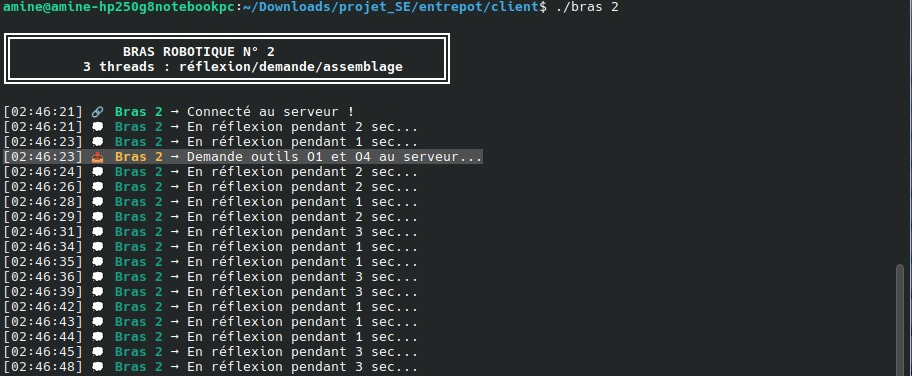 amine@amine-hp250g8notebookpc:~/Downloads/projet_SE/entrepot/client$ ./bras 2
BRAS ROBOTIQUE N° 2
3 threads : réflexion/demande/assemblage
[02:46:21] 🔗 Bras 2 → Connecté au serveur !
[02:46:21] 💭 Bras 2 → En réflexion pendant 2 sec...
[02:46:23] 💭 Bras 2 → En réflexion pendant 1 sec...
[02:46:23] 📤 Bras 2 → Demande outils O1 et O4 au serveur...
[02:46:24] 💭 Bras 2 → En réflexion pendant 2 sec...
[02:46:26] 💭 Bras 2 → En réflexion pendant 2 sec...
[02:46:28] 💭 Bras 2 → En réflexion pendant 1 sec...
[02:46:29] 💭 Bras 2 → En réflexion pendant 2 sec...
[02:46:31] 💭 Bras 2 → En réflexion pendant 3 sec...
[02:46:34] 💭 Bras 2 → En réflexion pendant 1 sec...
[02:46:35] 💭 Bras 2 → En réflexion pendant 1 sec...
[02:46:36] 💭 Bras 2 → En réflexion pendant 3 sec...
[02:46:39] 💭 Bras 2 → En réflexion pendant 3 sec...
[02:46:42] 💭 Bras 2 → En réflexion pendant 1 sec...
[02:46:43] 💭 Bras 2 → En réflexion pendant 1 sec...
[02:46:44] 💭 Bras 2 → En réflexion pendant 1 sec...
[02:46:45] 💭 Bras 2 → En réflexion pendant 3 sec...
[02:46:48] 💭 Bras 2 → En réflexion pendant 3 sec...